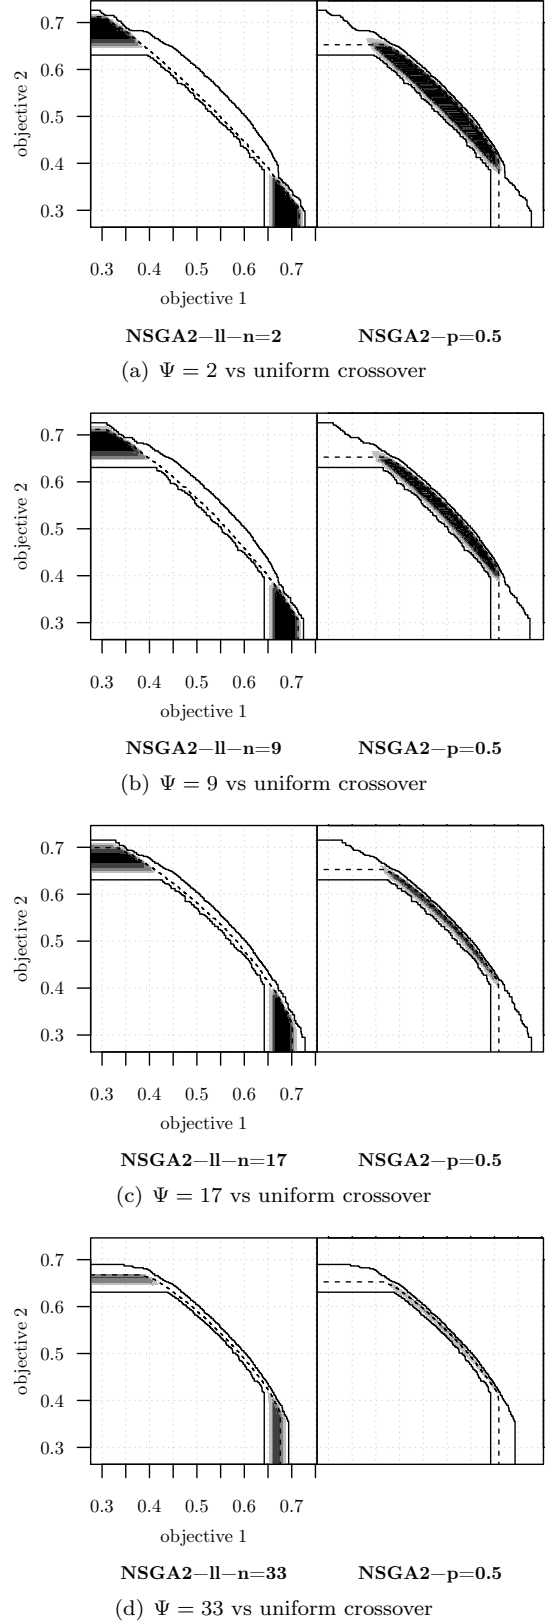 0.7
0.6
0.5
0.4
0.3
objective 2
0.3 0.4 0.5 0.6 0.7
objective 1
NSGA2−ll−n=2 NSGA2−p=0.5
(a) Ψ = 2 vs uniform crossover
0.7
0.6
0.5
0.4
0.3
objective 2
0.3 0.4 0.5 0.6 0.7
objective 1
NSGA2−ll−n=9 NSGA2−p=0.5
(b) Ψ = 9 vs uniform crossover
0.7
0.6
0.5
0.4
0.3
objective 2
0.3 0.4 0.5 0.6 0.7
objective 1
NSGA2−ll−n=17 NSGA2−p=0.5
(c) Ψ = 17 vs uniform crossover
0.7
0.6
0.5
0.4
0.3
objective 2
0.3 0.4 0.5 0.6 0.7
objective 1
NSGA2−ll−n=33 NSGA2−p=0.5
(d) Ψ = 33 vs uniform crossover